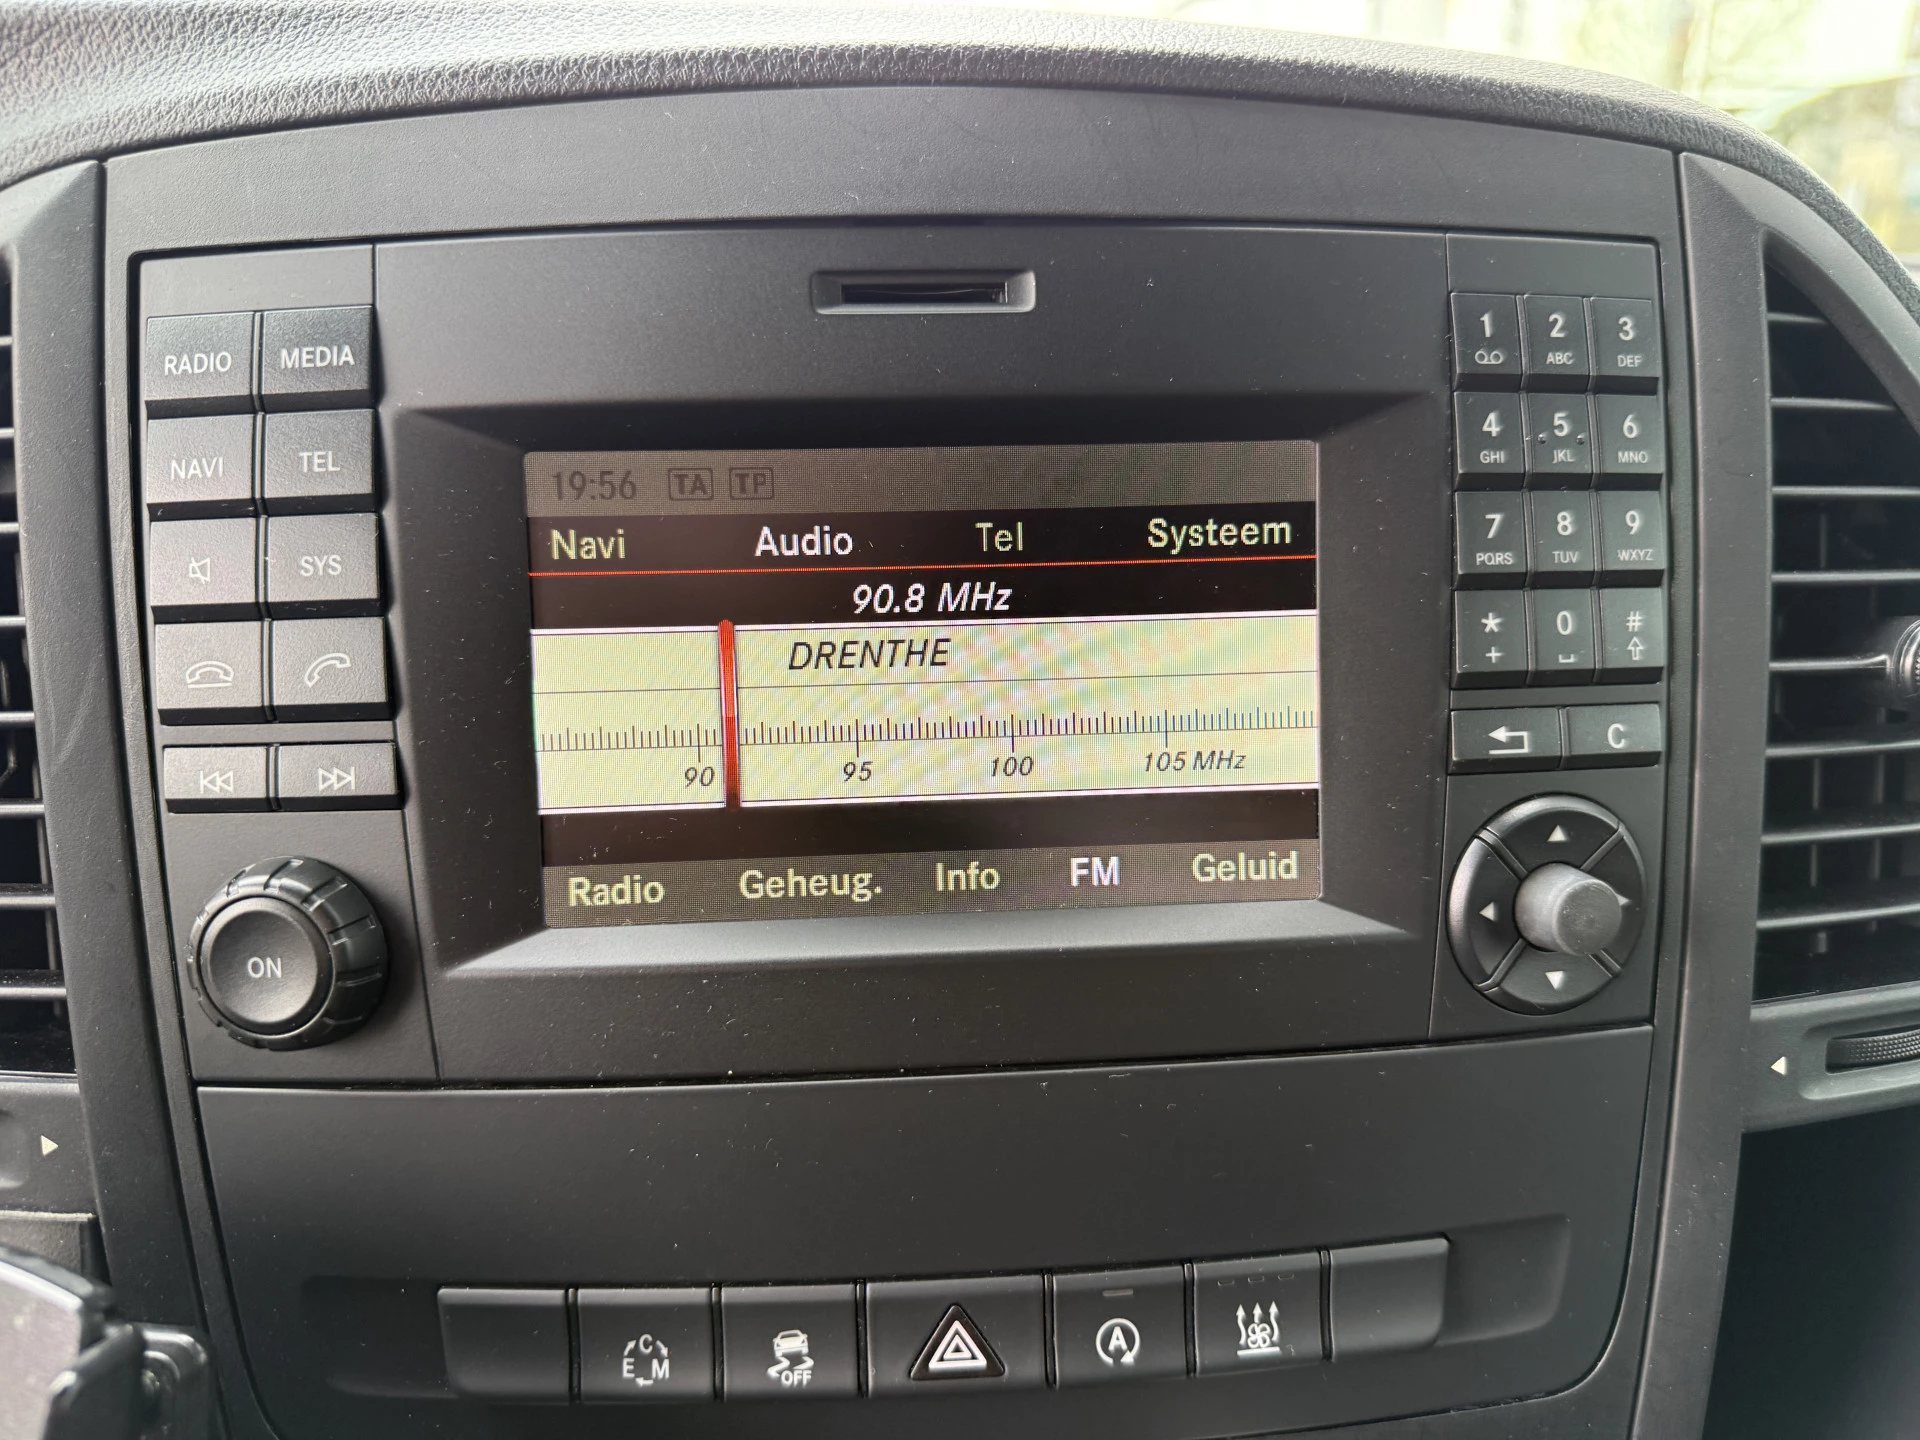 RADIO MEDIA
NAVI TEL
SYS
ON
19:56 TA TP
Navi Audio Tel Systeem
90.8 MHz
DRENTHE
90 95 100 105 MHz
Radio Geheug. Info FM Geluid
1 2 3
ABC DEF
4 5 6
GHI JKL MNO
7 8 9
PQRS TUV WXYZ
* 0 #
+
C
C
E M
OFF
A